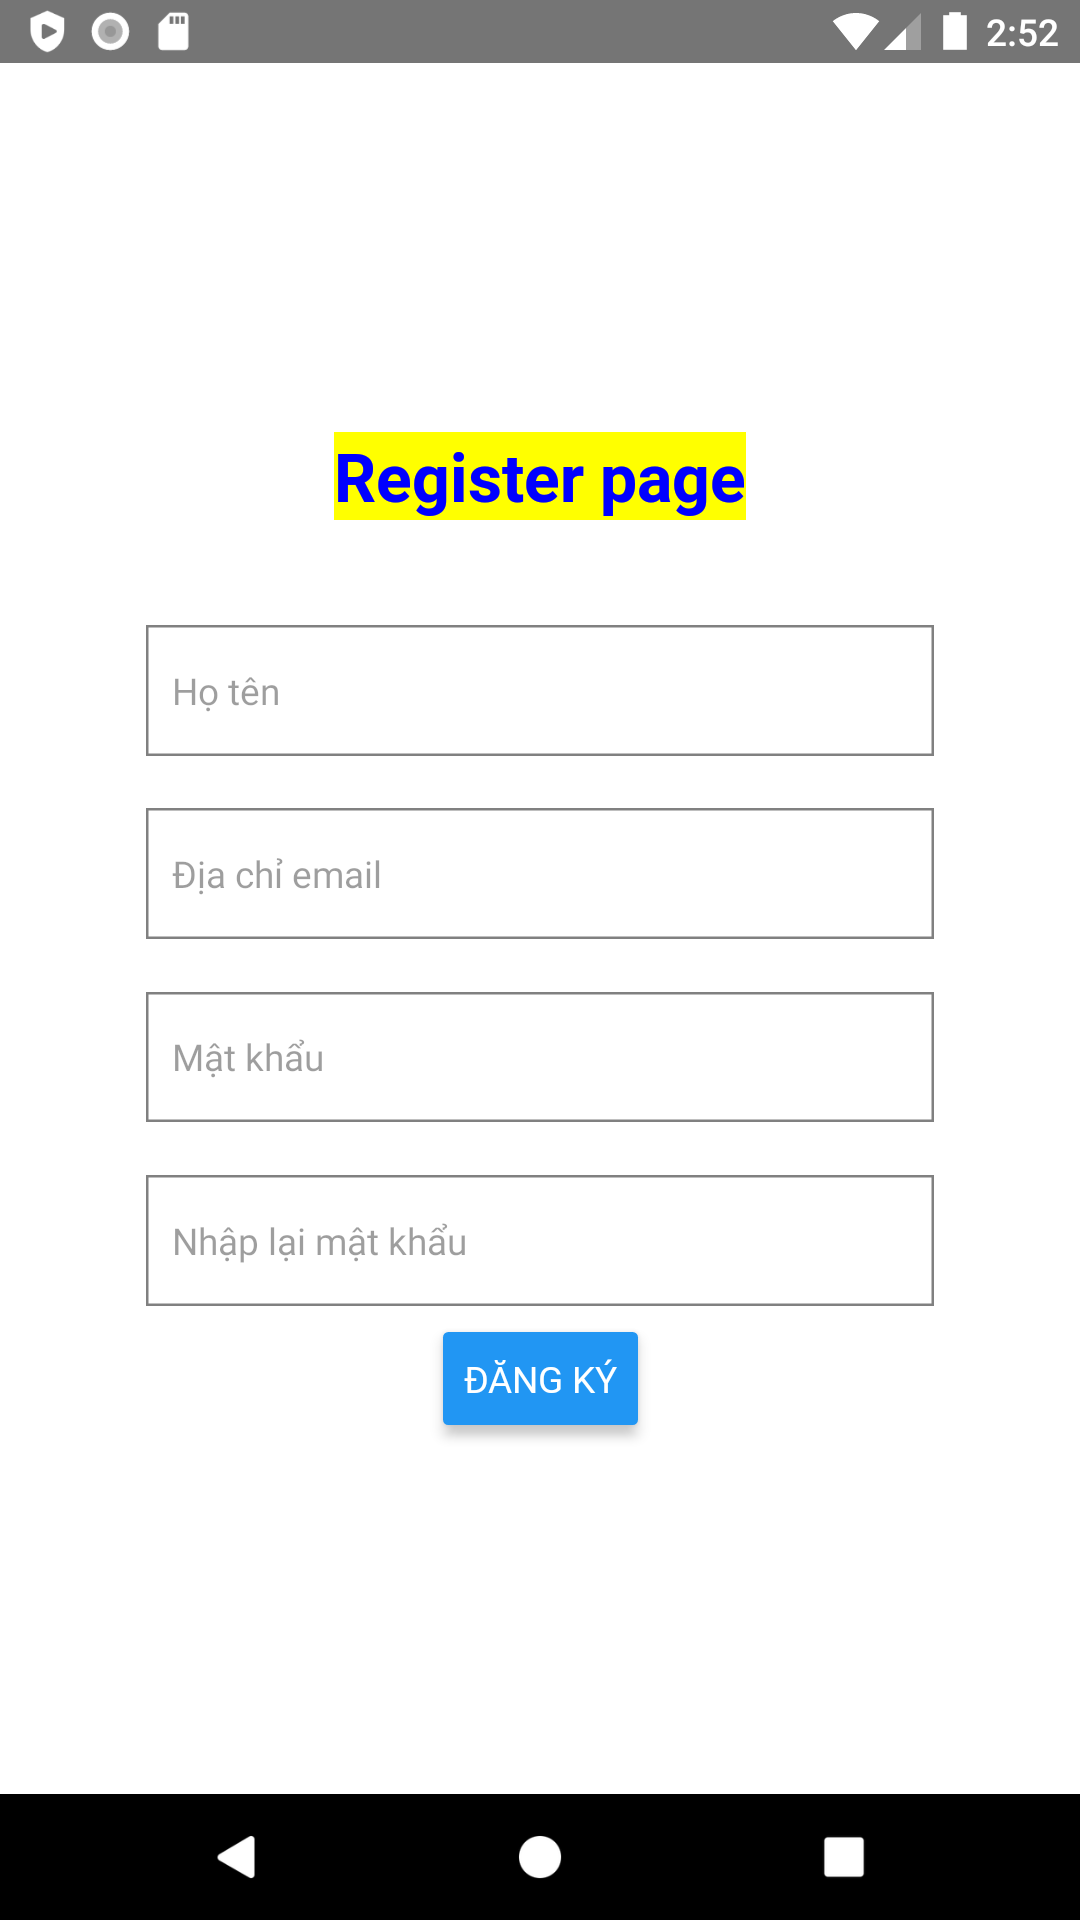 2:52
Register page
Họ tên
Địa chỉ email
Mật khẩu
Nhập lại mật khẩu
ĐĂNG KÝ